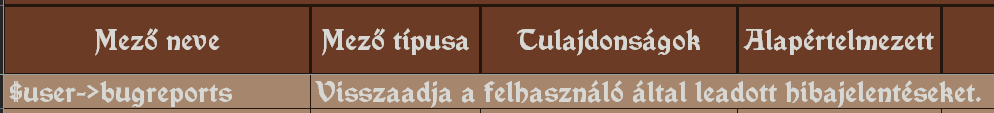 Mező neve Mező típusa Tulajdonságok Alapértelmezett
$user->bugreports Visszaadja a felhasználó által leadott hibajelentéseket.